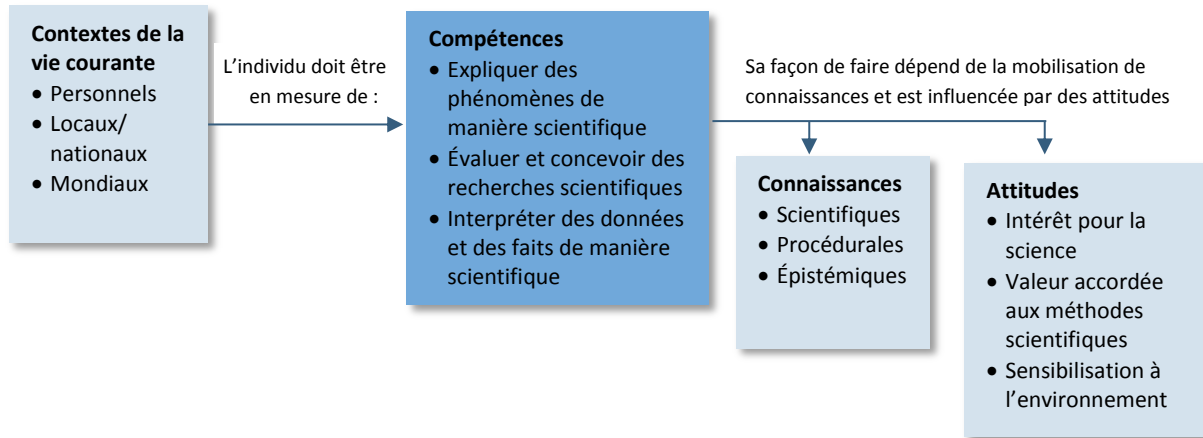 Contextes de la
vie courante
• Personnels
• Locaux/
nationaux
• Mondiaux
L’individu doit être
en mesure de :
Compétences
• Expliquer des
phénomènes de
manière scientifique
• Évaluer et concevoir des
recherches scientifiques
• Interpréter des données
et des faits de manière
scientifique
Sa façon de faire dépend de la mobilisation de
connaissances et est influencée par des attitudes
Connaissances
• Scientifiques
• Procédurales
• Épistémiques
Attitudes
• Intérêt pour la
science
• Valeur accordée
aux méthodes
scientifiques
• Sensibilisation à
l’environnement